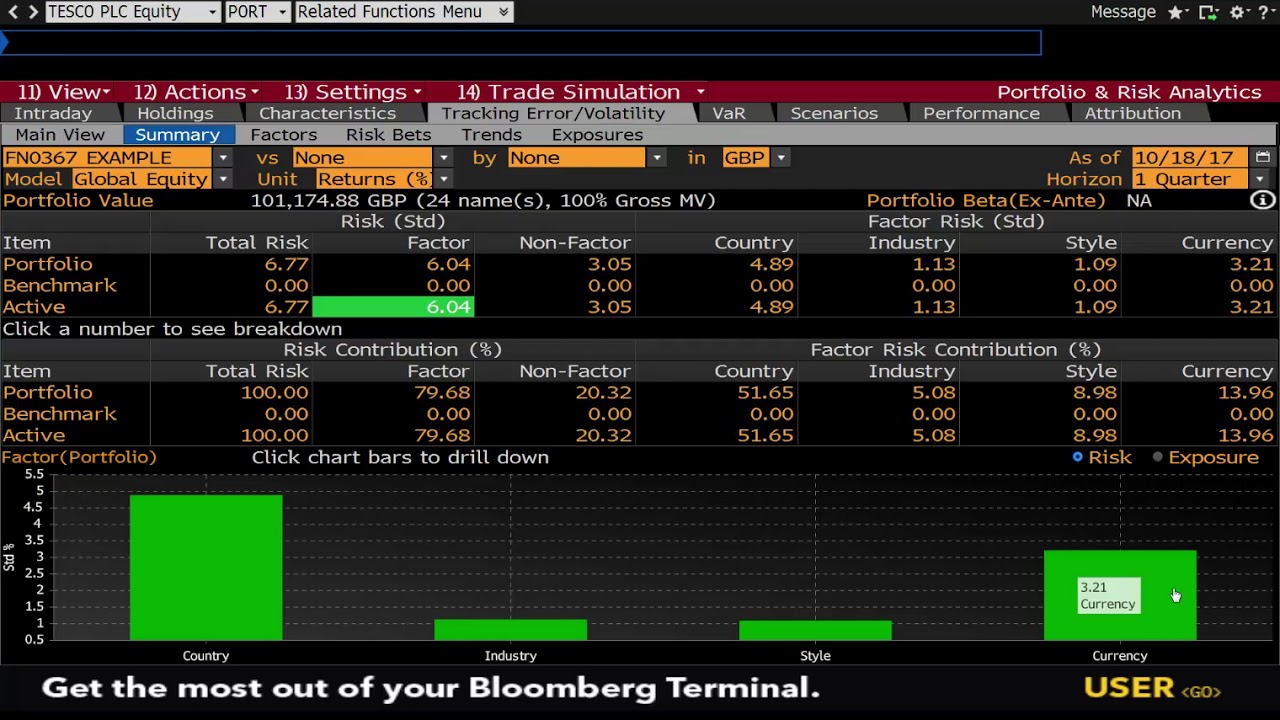 TESCO PLC Equity PORT Related Functions Menu Message ?
11) View 12) Actions 13) Settings 14) Trade Simulation Portfolio & Risk Analytics
Intraday Holdings Characteristics Tracking Error/Volatility VaR Scenarios Performance Attribution
Main View Summary Factors Risk Bets Trends Exposures
FN0367 EXAMPLE vs None by None in GBP As of 10/18/17
Model Global Equity Unit Returns (%) Horizon 1 Quarter
Portfolio Value 101,174.88 GBP (24 name(s), 100% Gross MV) Portfolio Beta(Ex-Ante) NA
Risk (Std) Factor Risk (Std)
Item Total Risk Factor Non-Factor Country Industry Style Currency
Portfolio 6.77 6.04 3.05 4.89 1.13 1.09 3.21
Benchmark 0.00 0.00 0.00 0.00 0.00 0.00 0.00
Active 6.77 6.04 3.05 4.89 1.13 1.09 3.21
Click a number to see breakdown
Risk Contribution (%) Factor Risk Contribution (%)
Item Total Risk Factor Non-Factor Country Industry Style Currency
Portfolio 100.00 79.68 20.32 51.65 5.08 8.98 13.96
Benchmark 0.00 0.00 0.00 0.00 0.00 0.00 0.00
Active 100.00 79.68 20.32 51.65 5.08 8.98 13.96
Factor(Portfolio) Click chart bars to drill down Risk Exposure
5.5
5
4.5
4
3.5
3
2.5
2
1.5
1
0.5
Std %
3.21
Currency
Country Industry Style Currency
Get the most out of your Bloomberg Terminal. USER <GO>